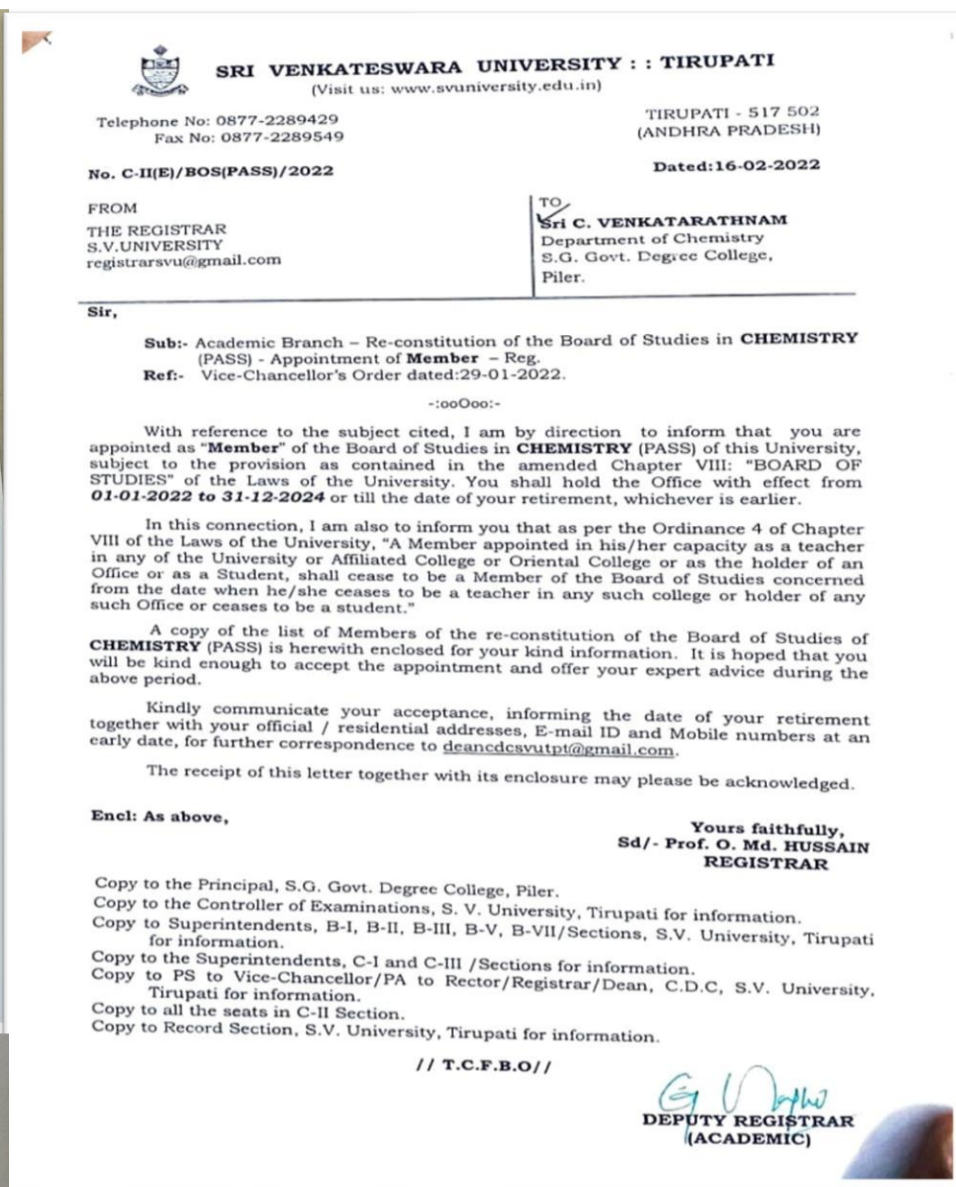 SRI VENKATESWARA UNIVERSITY : : TIRUPATI
(Visit us: www.svuniversity.edu.in)
Telephone No: 0877-2289429
Fax No: 0877-2289549
TIRUPATI - 517 502
(ANDHRA PRADESH)
No. C-II(E)/BOS(PASS)/2022
Dated:16-02-2022
FROM
THE REGISTRAR
S.V.UNIVERSITY
registrarsvu@gmail.com
TO
Sri C. VENKATARATHNAM
Department of Chemistry
S.G. Govt. Degree College,
Piler.
Sir,
Sub:- Academic Branch – Re-constitution of the Board of Studies in CHEMISTRY
(PASS) - Appointment of Member – Reg.
Ref:- Vice-Chancellor's Order dated:29-01-2022.
-:ooOoo:-
With reference to the subject cited, I am by direction to inform that you are
appointed as "Member" of the Board of Studies in CHEMISTRY (PASS) of this University,
subject to the provision as contained in the amended Chapter VIII: "BOARD OF
STUDIES" of the Laws of the University. You shall hold the Office with effect from
01-01-2022 to 31-12-2024 or till the date of your retirement, whichever is earlier.
In this connection, I am also to inform you that as per the Ordinance 4 of Chapter
VIII of the Laws of the University, "A Member appointed in his/her capacity as a teacher
in any of the University or Affiliated College or Oriental College or as the holder of an
Office or as a Student, shall cease to be a Member of the Board of Studies concerned
from the date when he/she ceases to be a teacher in any such college or holder of any
such Office or ceases to be a student."
A copy of the list of Members of the re-constitution of the Board of Studies of
CHEMISTRY (PASS) is herewith enclosed for your kind information. It is hoped that you
will be kind enough to accept the appointment and offer your expert advice during the
above period.
Kindly communicate your acceptance, informing the date of your retirement
together with your official / residential addresses, E-mail ID and Mobile numbers at an
early date, for further correspondence to deancdcsvutpt@gmail.com.
The receipt of this letter together with its enclosure may please be acknowledged.
Encl: As above,
Yours faithfully,
Sd/- Prof. O. Md. HUSSAIN
REGISTRAR
Copy to the Principal, S.G. Govt. Degree College, Piler.
Copy to the Controller of Examinations, S. V. University, Tirupati for information.
Copy to Superintendents, B-I, B-II, B-III, B-V, B-VII/Sections, S.V. University, Tirupati
for information.
Copy to the Superintendents, C-I and C-III /Sections for information.
Copy to PS to Vice-Chancellor/PA to Rector/Registrar/Dean, C.D.C, S.V. University,
Tirupati for information.
Copy to all the seats in C-II Section.
Copy to Record Section, S.V. University, Tirupati for information.
// T.C.F.B.O//
DEPUTY REGISTRAR
(ACADEMIC)